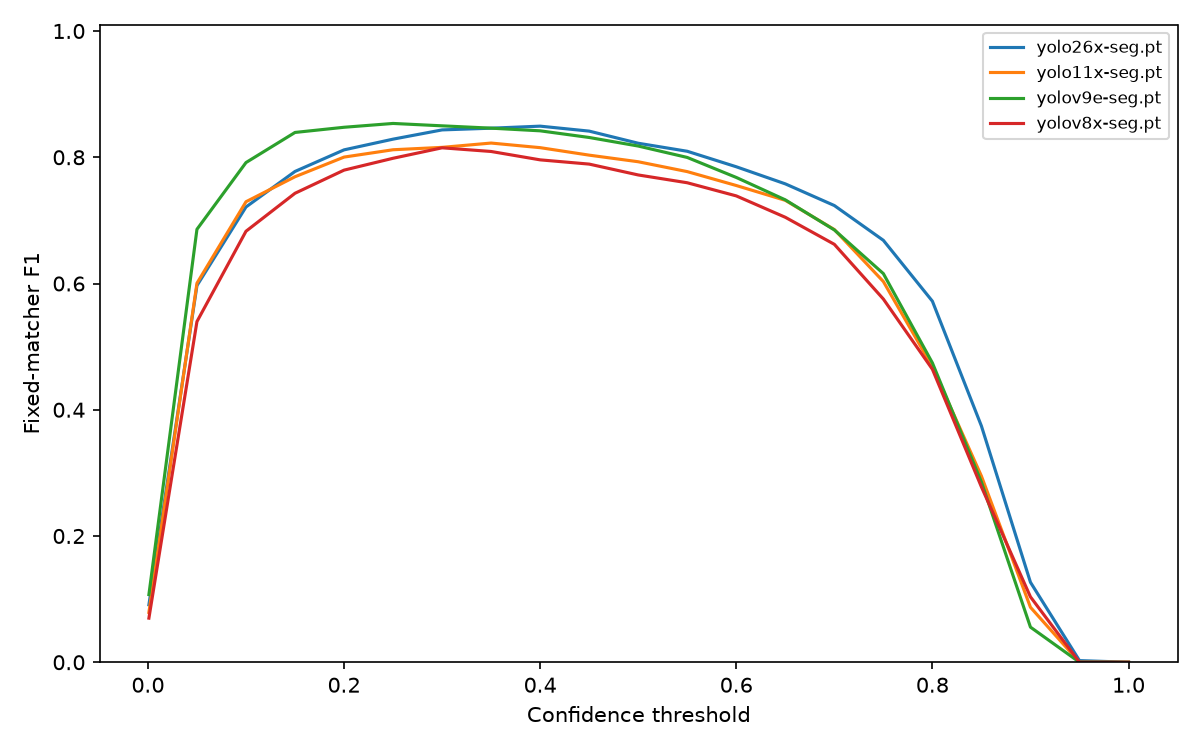 1.0
0.8
0.6
0.4
0.2
0.0
Fixed-matcher F1
yolo26x-seg.pt
yolo11x-seg.pt
yolov9e-seg.pt
yolov8x-seg.pt
0.0 0.2 0.4 0.6 0.8 1.0
Confidence threshold